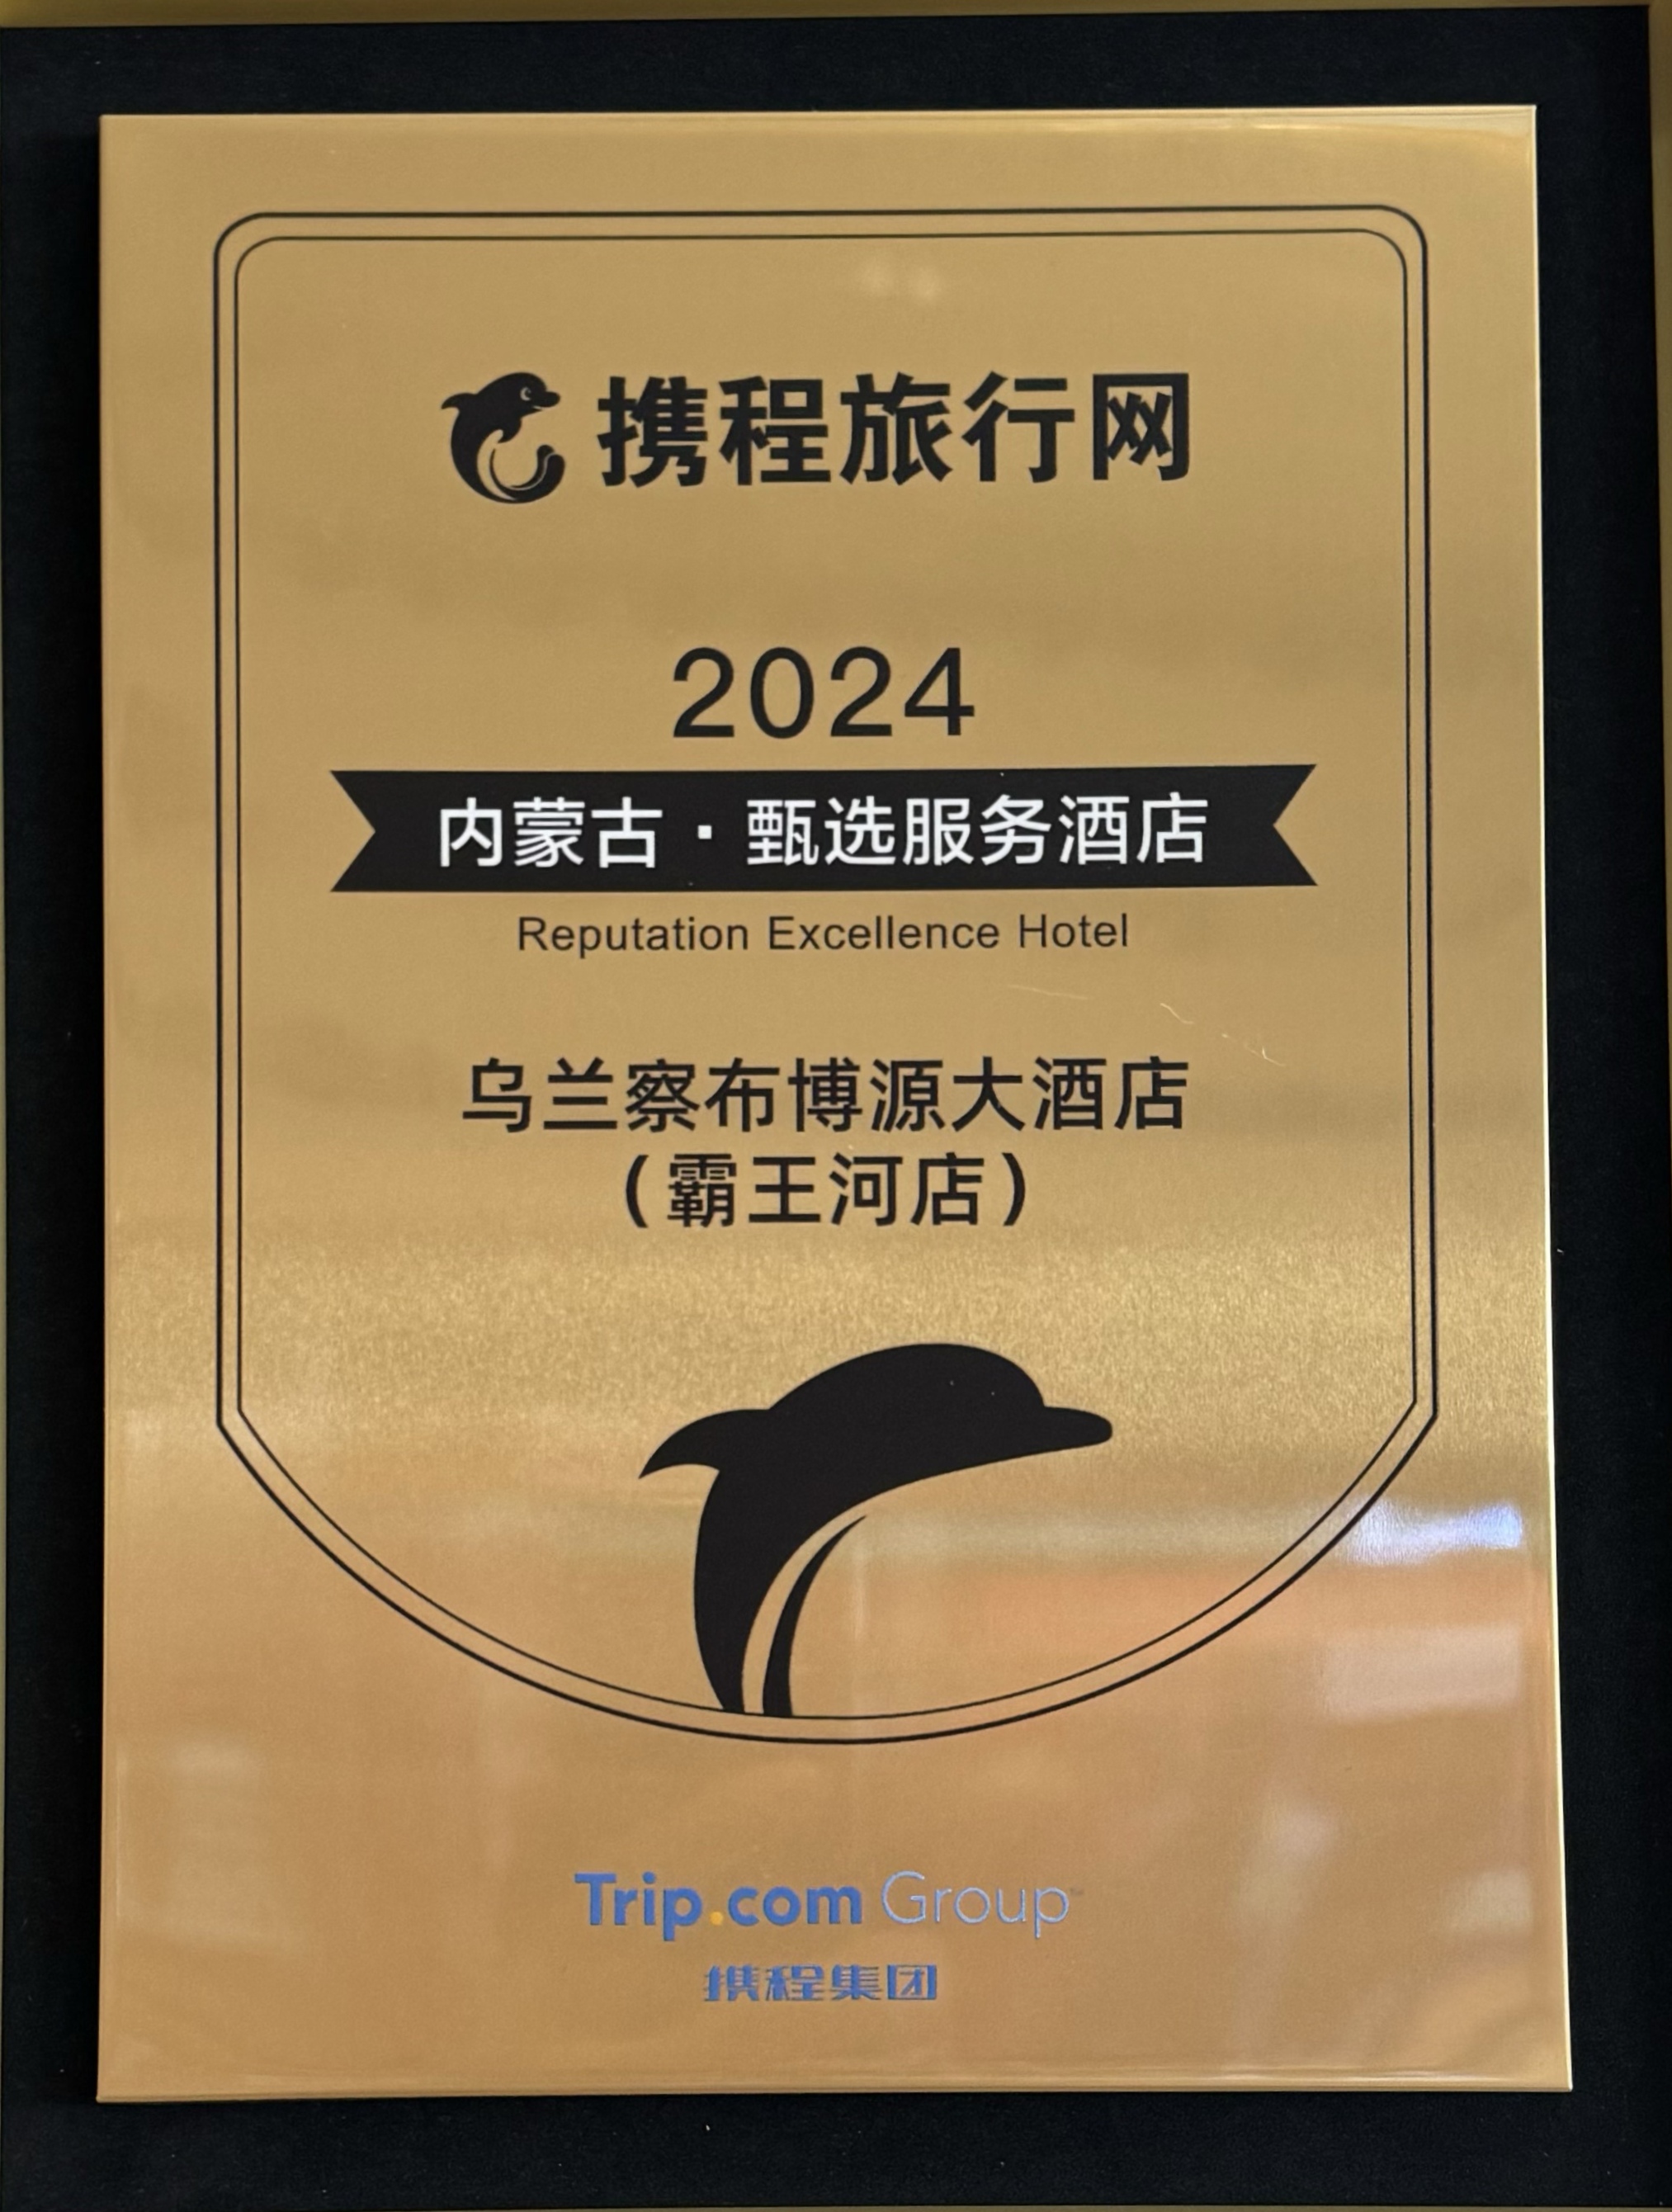 携程旅行网
2024
内蒙古·甄选服务酒店
Reputation Excellence Hotel
乌兰察布博源大酒店
(霸王河店)
Trip.com Group™
携程集团